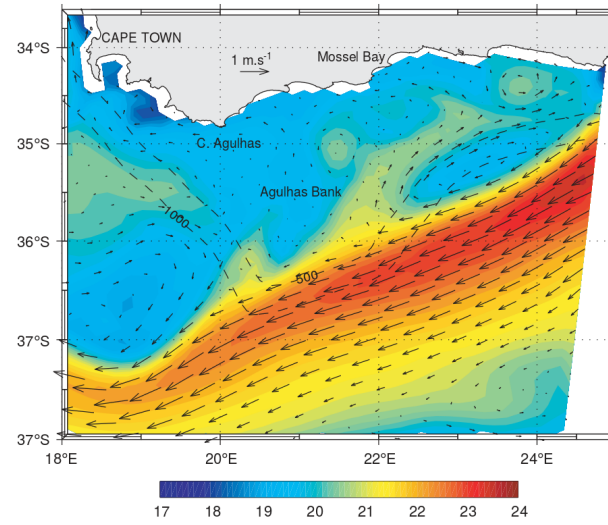 34°S
CAPE TOWN
Mossel Bay
1 m.s⁻¹
35°S
C. Agulhas
Agulhas Bank
1000
36°S
500
37°S
37°S
18°E 20°E 22°E 24°E
17 18 19 20 21 22 23 24